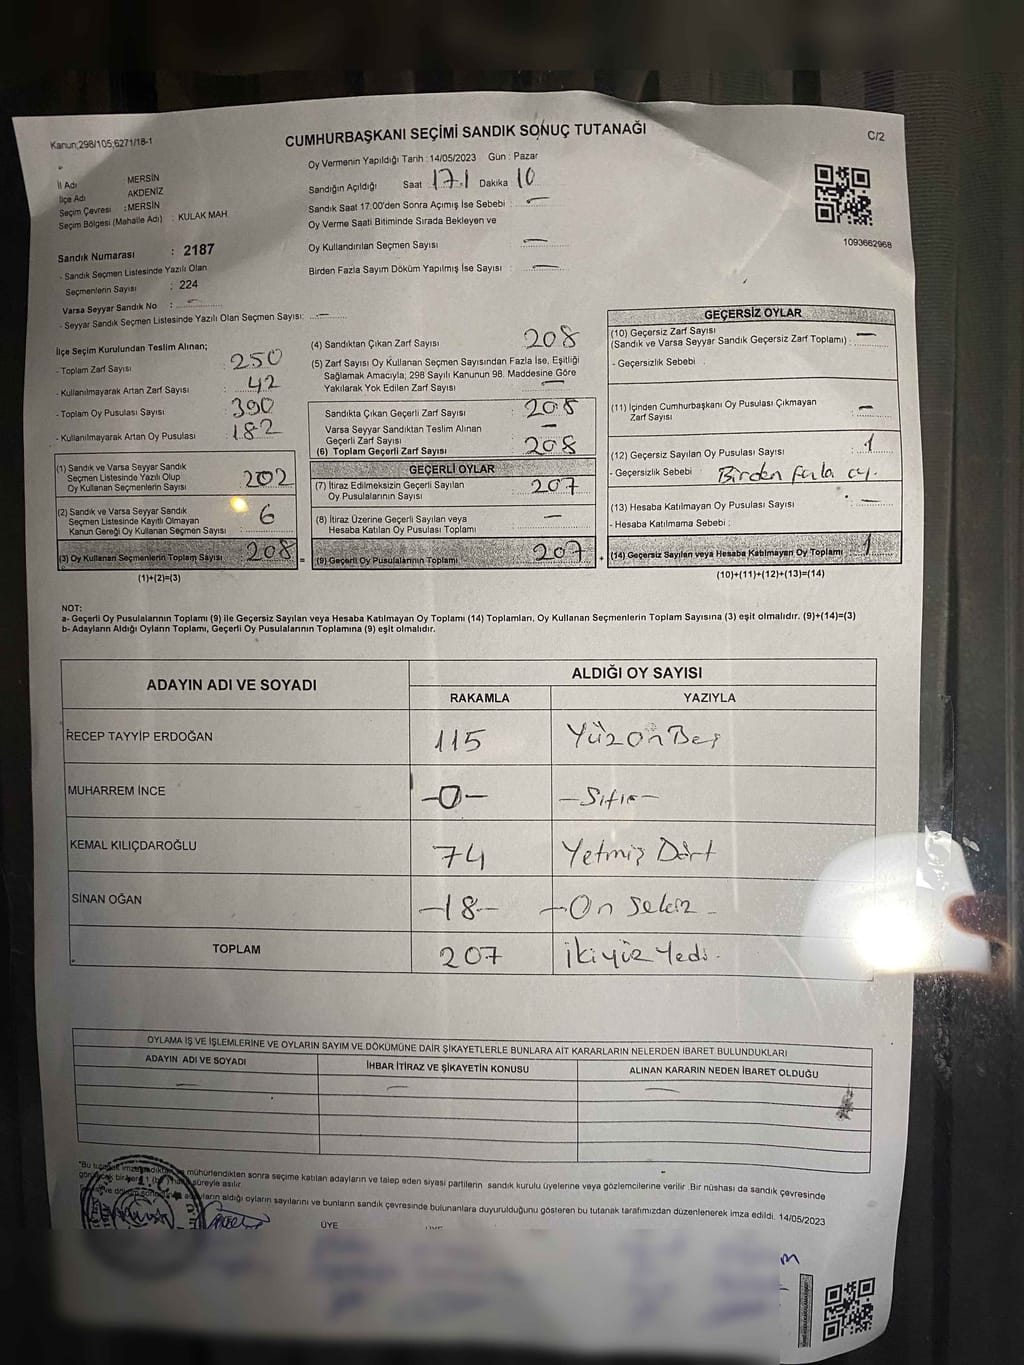 Kanun;298/105;6271/18-1
CUMHURBAŞKANI SEÇİMİ SANDIK SONUÇ TUTANAĞI
C/2
Oy Vermenin Yapıldığı Tarih : 14/05/2023 Gün : Pazar
İl Adı MERSİN
İlçe Adı AKDENİZ
Seçim Çevresi : MERSİN
Seçim Bölgesi (Mahalle Adı) : KULAK MAH.
Sandığın Açıldığı Saat 17.1 Dakika 10
Sandık Saat 17.00'den Sonra Açımış İse Sebebi : —
Oy Verme Saati Bitiminde Sırada Bekleyen ve
Oy Kullandırılan Seçmen Sayısı —
Birden Fazla Sayım Döküm Yapılmış İse Sayısı : —
1093662968
Sandık Numarası : 2187
- Sandık Seçmen Listesinde Yazılı Olan
Seçmenlerin Sayısı : 224
Varsa Seyyar Sandık No : —
- Seyyar Sandık Seçmen Listesinde Yazılı Olan Seçmen Sayısı: —
İlçe Seçim Kurulundan Teslim Alınan;
- Toplam Zarf Sayısı : 250
- Kullanılmayarak Artan Zarf Sayısı : 42
- Toplam Oy Pusulası Sayısı : 390
- Kullanılmayarak Artan Oy Pusulası : 182
(1) Sandık ve Varsa Seyyar Sandık
Seçmen Listesinde Yazılı Olup
Oy Kullanan Seçmenlerin Sayısı 202
(2) Sandık ve Varsa Seyyar Sandık
Seçmen Listesinde Kayıtlı Olmayan
Kanun Gereği Oy Kullanan Seçmen Sayısı 6
(3) Oy Kullanan Seçmenlerin Toplam Sayısı 208
(1)+(2)=(3)
(4) Sandıktan Çıkan Zarf Sayısı 208
(5) Zarf Sayısı Oy Kullanan Seçmen Sayısından Fazla İse, Eşitliği
Sağlamak Amacıyla; 298 Sayılı Kanunun 98. Maddesine Göre
Yakılarak Yok Edilen Zarf Sayısı —
Sandıkta Çıkan Geçerli Zarf Sayısı : 208
Varsa Seyyar Sandıktan Teslim Alınan
Geçerli Zarf Sayısı —
(6) Toplam Geçerli Zarf Sayısı 208
GEÇERLİ OYLAR
(7) İtiraz Edilmeksizin Geçerli Sayılan
Oy Pusulalarının Sayısı : 207
(8) İtiraz Üzerine Geçerli Sayılan veya
Hesaba Katılan Oy Pusulası Toplamı —
= (9) Geçerli Oy Pusulalarının Toplamı 207 +
GEÇERSİZ OYLAR
(10) Geçersiz Zarf Sayısı
(Sandık ve Varsa Seyyar Sandık Geçersiz Zarf Toplamı) : —
- Geçersizlik Sebebi :
(11) İçinden Cumhurbaşkanı Oy Pusulası Çıkmayan
Zarf Sayısı —
(12) Geçersiz Sayılan Oy Pusulası Sayısı 1
- Geçersizlik Sebebi Birden fazla oy.
(13) Hesaba Katılmayan Oy Pusulası Sayısı : —
- Hesaba Katılmama Sebebi :
(14) Geçersiz Sayılan veya Hesaba Katılmayan Oy Toplamı : 1
(10)+(11)+(12)+(13)=(14)
NOT:
a- Geçerli Oy Pusulalarının Toplamı (9) ile Geçersiz Sayılan veya Hesaba Katılmayan Oy Toplamı (14) Toplamları, Oy Kullanan Seçmenlerin Toplam Sayısına (3) eşit olmalıdır. (9)+(14)=(3)
b- Adayların Aldığı Oyların Toplamı, Geçerli Oy Pusulalarının Toplamına (9) eşit olmalıdır.
ADAYIN ADI VE SOYADI
ALDIĞI OY SAYISI
RAKAMLA YAZIYLA
RECEP TAYYİP ERDOĞAN 115 Yüz on Beş
MUHARREM İNCE —0— —Sıfır—
KEMAL KILIÇDAROĞLU 74 Yetmiş Dört
SİNAN OĞAN —18— —On Sekiz—
TOPLAM 207 İki yüz Yedi.
OYLAMA İŞ VE İŞLEMLERİNE VE OYLARIN SAYIM VE DÖKÜMÜNE DAİR ŞİKAYETLERLE BUNLARA AİT KARARLARIN NELERDEN İBARET BULUNDUKLARI
ADAYIN ADI VE SOYADI İHBAR İTİRAZ VE ŞİKAYETİN KONUSU ALINAN KARARIN NEDEN İBARET OLDUĞU
— — —
mühürlendikten sonra seçime katılan adayların ve talep eden siyasi partilerin sandık kurulu üyelerine veya gözlemcilerine verilir. Bir nüshası da sandık çevresinde
süreyle asılır.
aldığı oyların sayılarını ve bunların sandık çevresinde bulunanlara duyurulduğunu gösteren bu tutanak tarafımızdan düzenlenerek imza edildi. 14/05/2023
T.C.
ÜYE